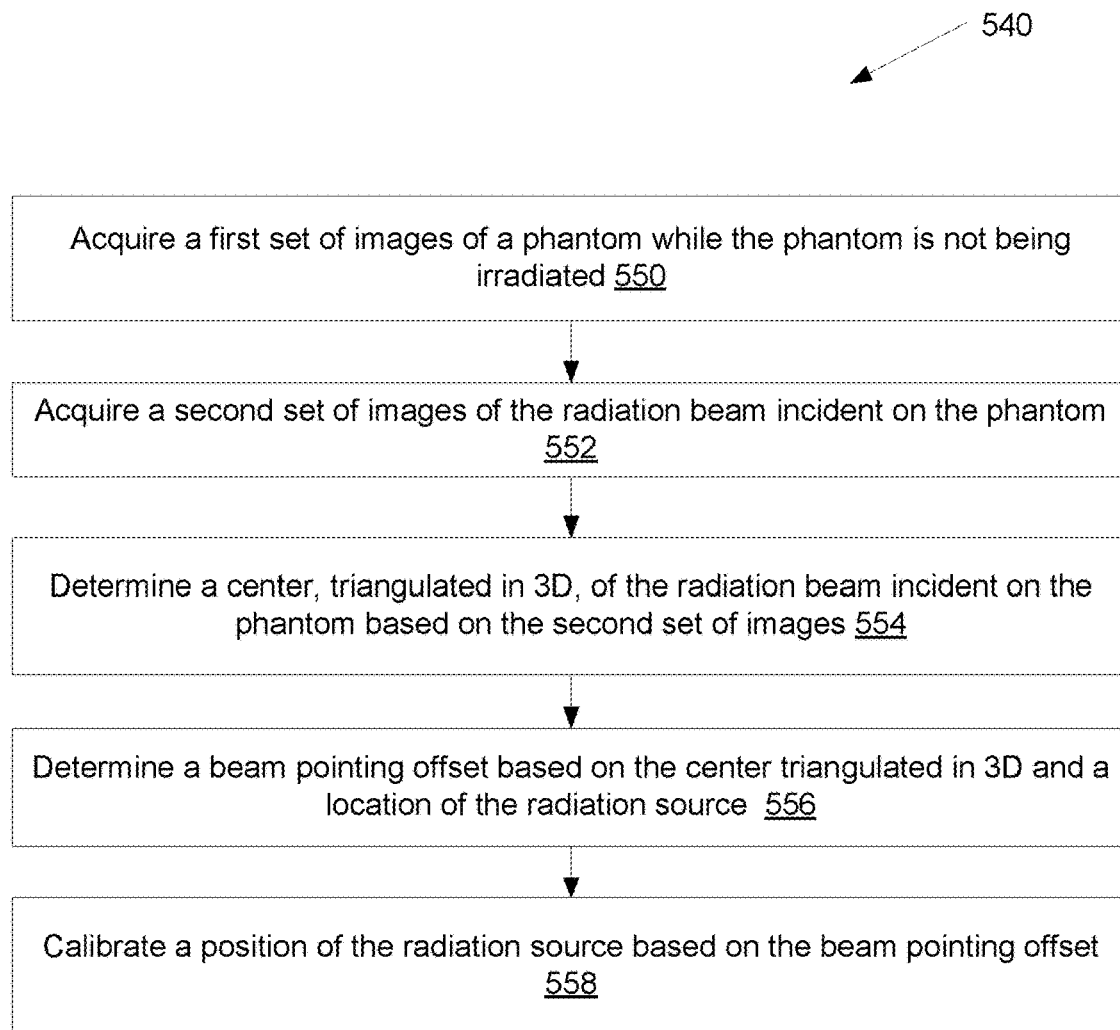 540
Acquire a first set of images of a phantom while the phantom is not being
irradiated 550
Acquire a second set of images of the radiation beam incident on the phantom
552
Determine a center, triangulated in 3D, of the radiation beam incident on the
phantom based on the second set of images 554
Determine a beam pointing offset based on the center triangulated in 3D and a
location of the radiation source 556
Calibrate a position of the radiation source based on the beam pointing offset
558